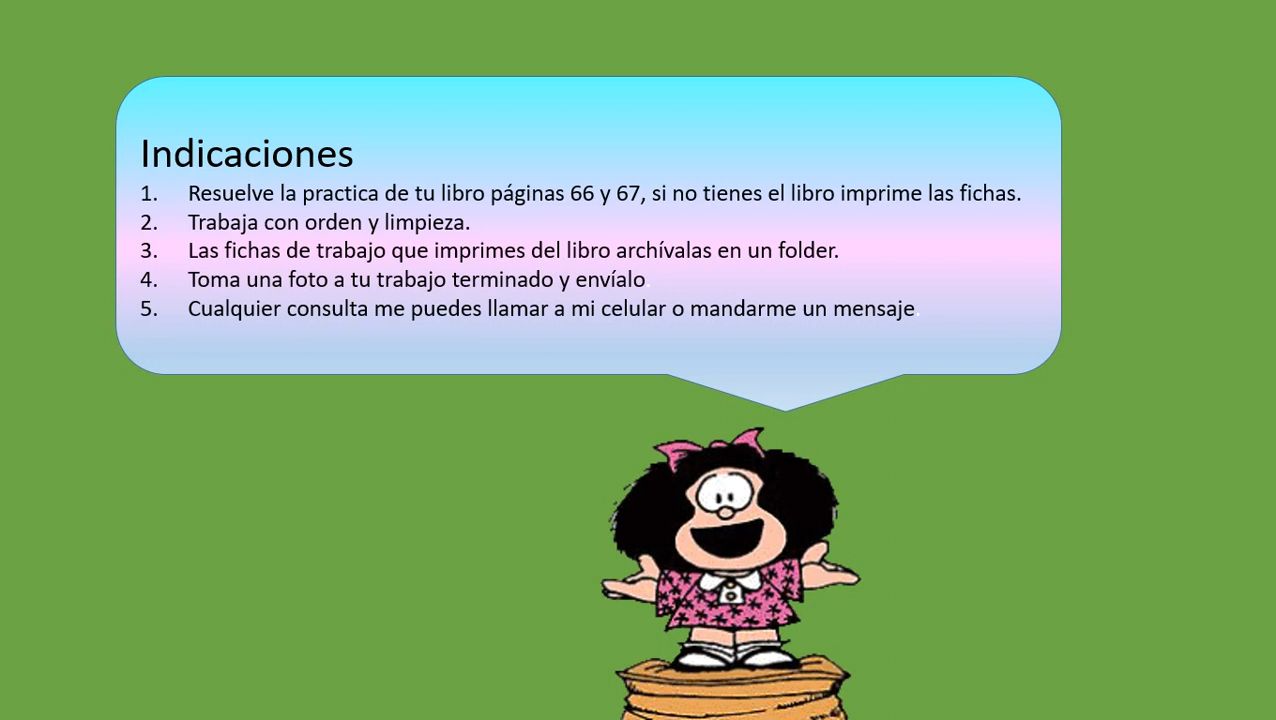 Indicaciones
1. Resuelve la practica de tu libro páginas 66 y 67, si no tienes el libro imprime las fichas.
2. Trabaja con orden y limpieza.
3. Las fichas de trabajo que imprimes del libro archívalas en un folder.
4. Toma una foto a tu trabajo terminado y envíalo.
5. Cualquier consulta me puedes llamar a mi celular o mandarme un mensaje.